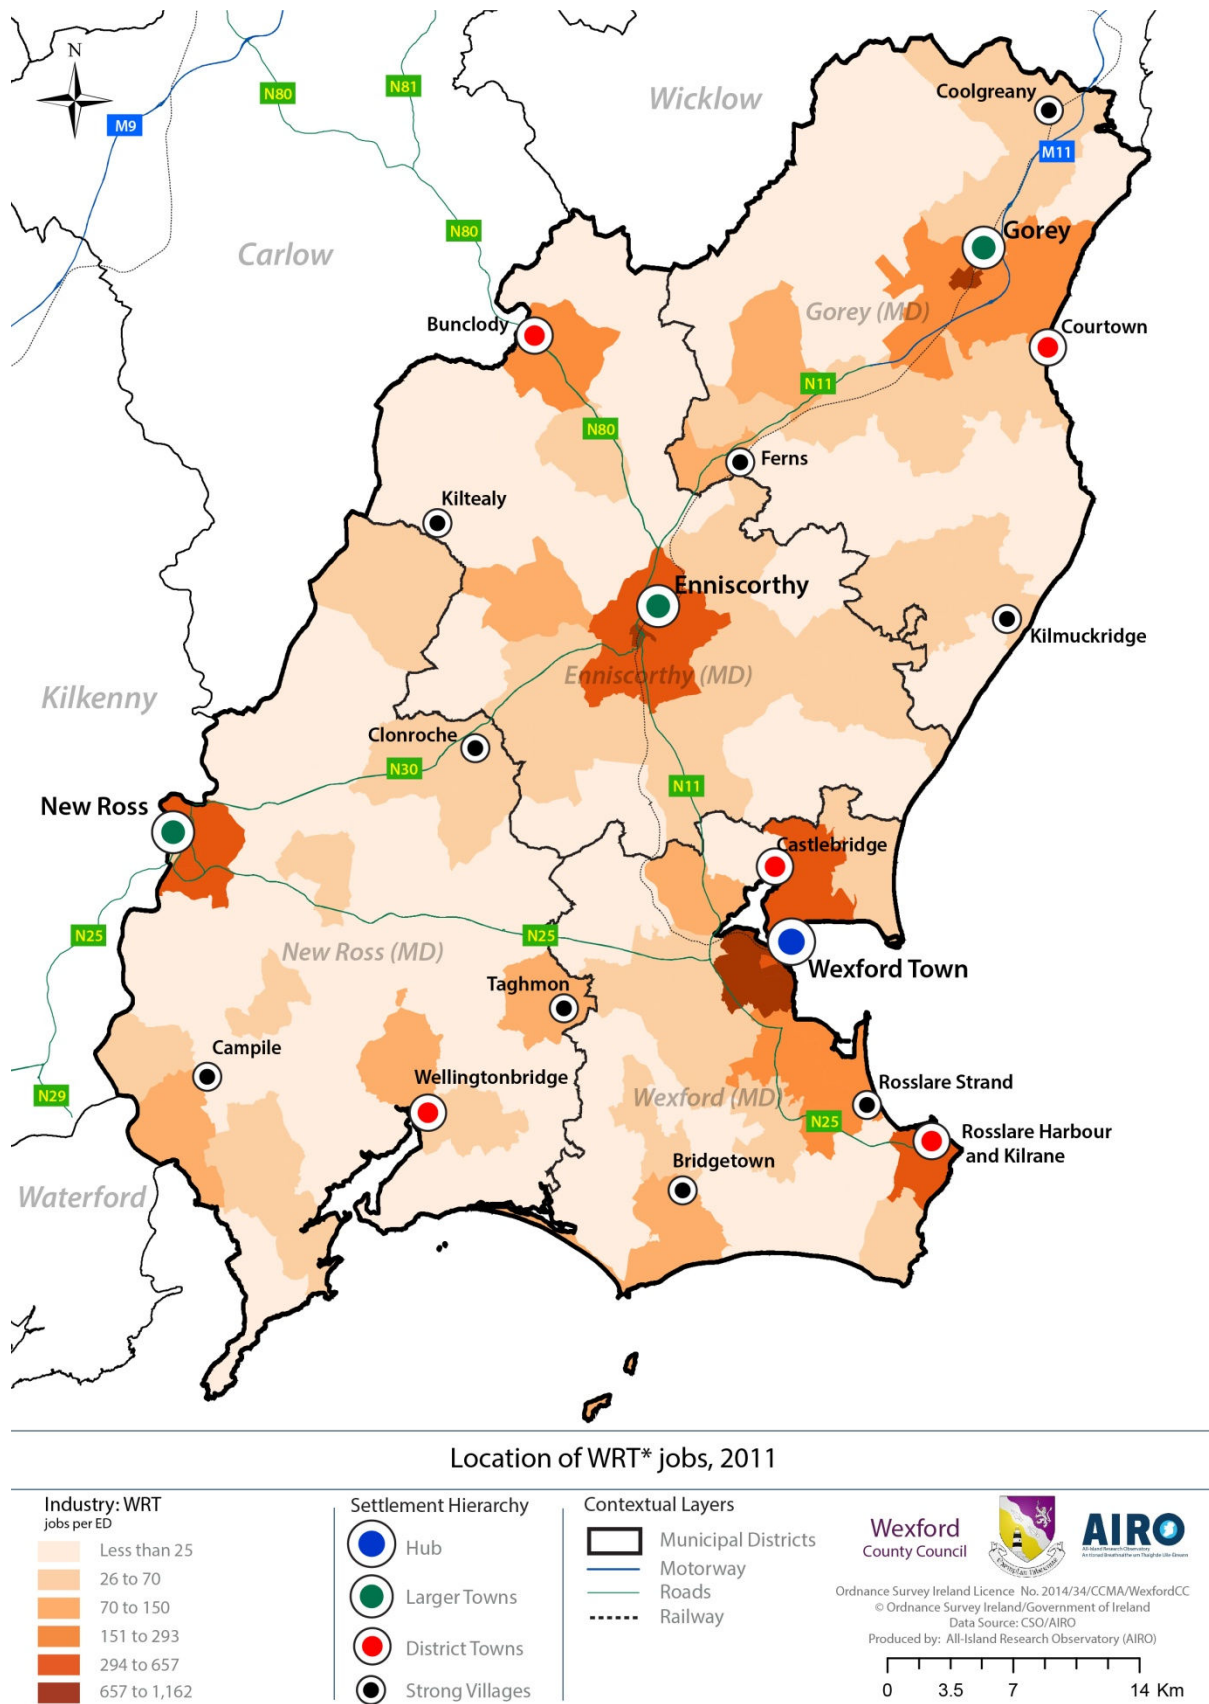 N
Wicklow
Coolgreany
N80
N81
M9
M11
N80
Carlow
Gorey
Gorey (MD)
Bunclody
Courtown
N11
N80
Ferns
Kiltealy
Enniscorthy
Kilmuckridge
Enniscorthy (MD)
Kilkenny
Clonroche
N30
N11
New Ross
Castlebridge
N25
N25
New Ross (MD)
Wexford Town
Taghmon
Campile
Wellingtonbridge
Rosslare Strand
N29
Wexford (MD)
N25
Rosslare Harbour
and Kilrane
Bridgetown
Waterford
Location of WRT* jobs, 2011
Industry: WRT
jobs per ED
Less than 25
26 to 70
70 to 150
151 to 293
294 to 657
657 to 1,162
Settlement Hierarchy
Hub
Larger Towns
District Towns
Strong Villages
Contextual Layers
Municipal Districts
Motorway
Roads
Railway
Wexford
County Council
AIRO
All-Island Research Observatory
Ordnance Survey Ireland Licence No. 2014/34/CCMA/WexfordCC
© Ordnance Survey Ireland/Government of Ireland
Data Source: CSO/AIRO
Produced by: All-Island Research Observatory (AIRO)
0 3.5 7 14 Km